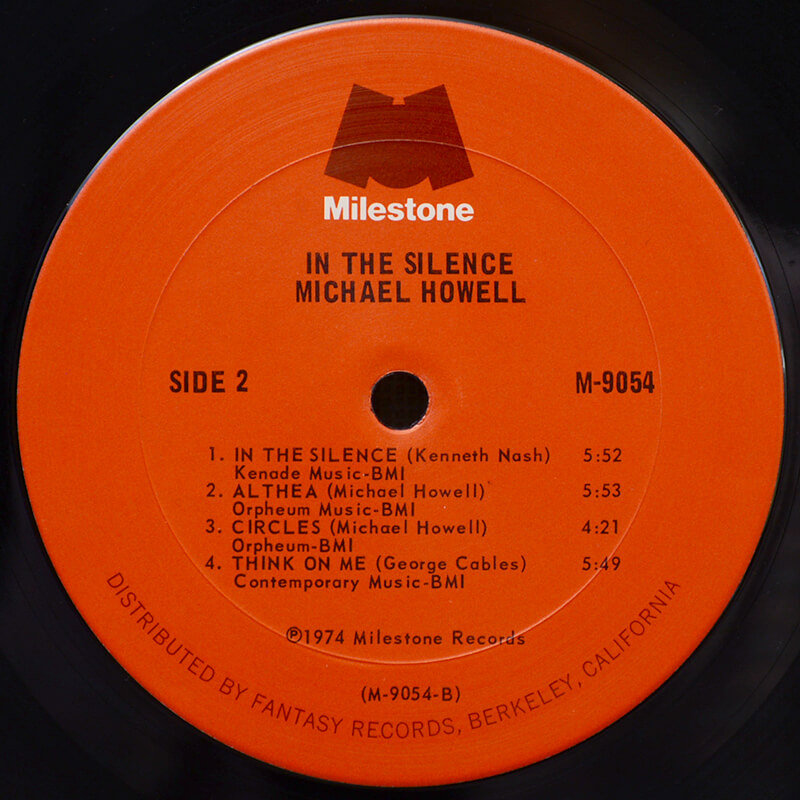 Milestone
IN THE SILENCE
MICHAEL HOWELL
SIDE 2
M-9054
1. IN THE SILENCE (Kenneth Nash) 5:52
Kenade Music-BMI
2. ALTHEA (Michael Howell) 5:53
Orpheum Music-BMI
3. CIRCLES (Michael Howell) 4:21
Orpheum-BMI
4. THINK ON ME (George Cables) 5:49
Contemporary Music-BMI
Ⓟ1974 Milestone Records
(M-9054-B)
DISTRIBUTED BY FANTASY RECORDS, BERKELEY, CALIFORNIA